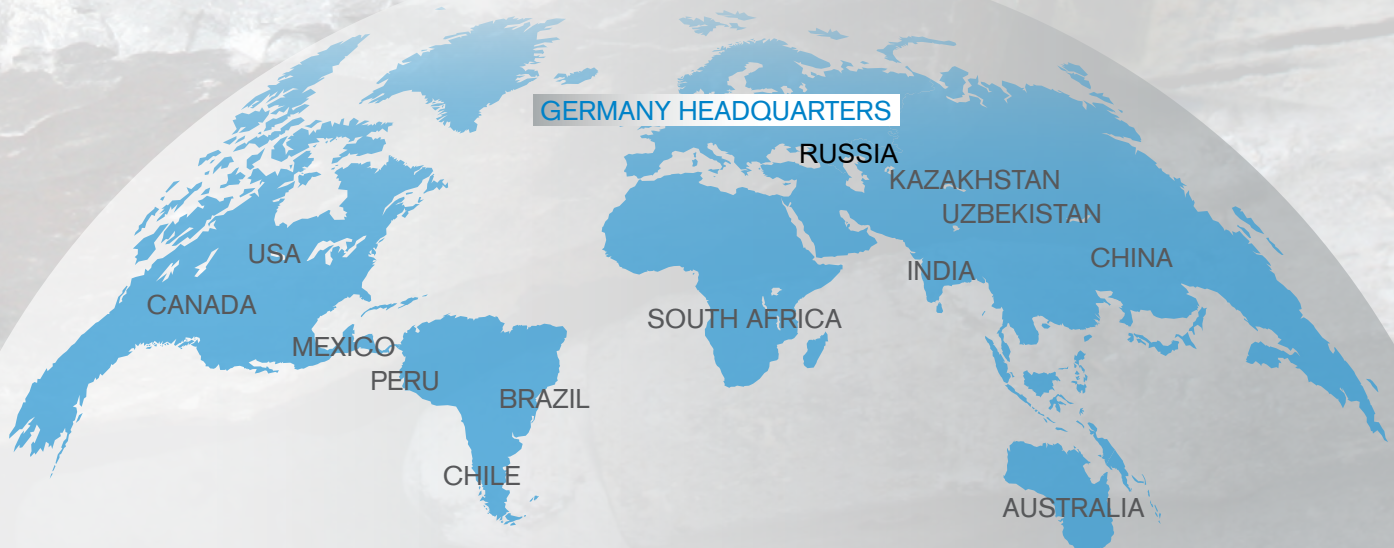 GERMANY HEADQUARTERS
RUSSIA
KAZAKHSTAN
UZBEKISTAN
USA
CHINA
INDIA
CANADA
SOUTH AFRICA
MEXICO
PERU
BRAZIL
CHILE
AUSTRALIA